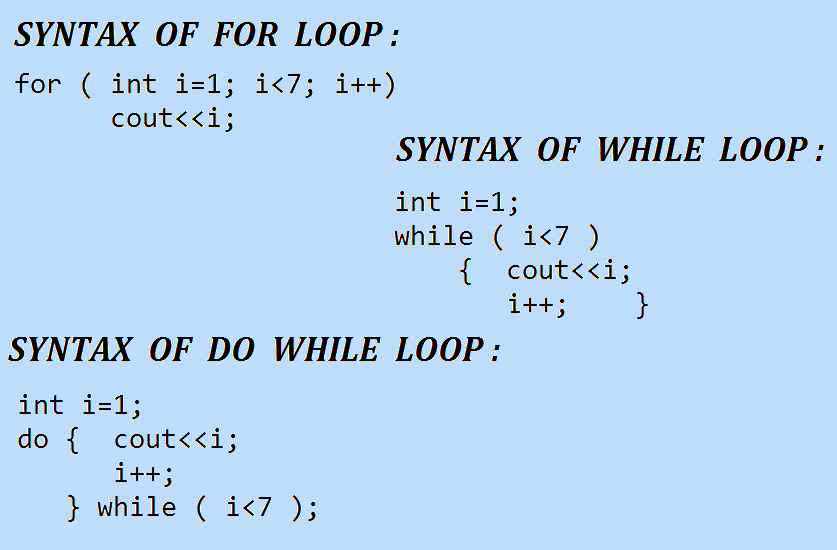 SYNTAX OF FOR LOOP :
for ( int i=1; i<7; i++)
cout<<i;
SYNTAX OF WHILE LOOP :
int i=1;
while ( i<7 )
{ cout<<i;
i++; }
SYNTAX OF DO WHILE LOOP :
int i=1;
do { cout<<i;
i++;
} while ( i<7 );